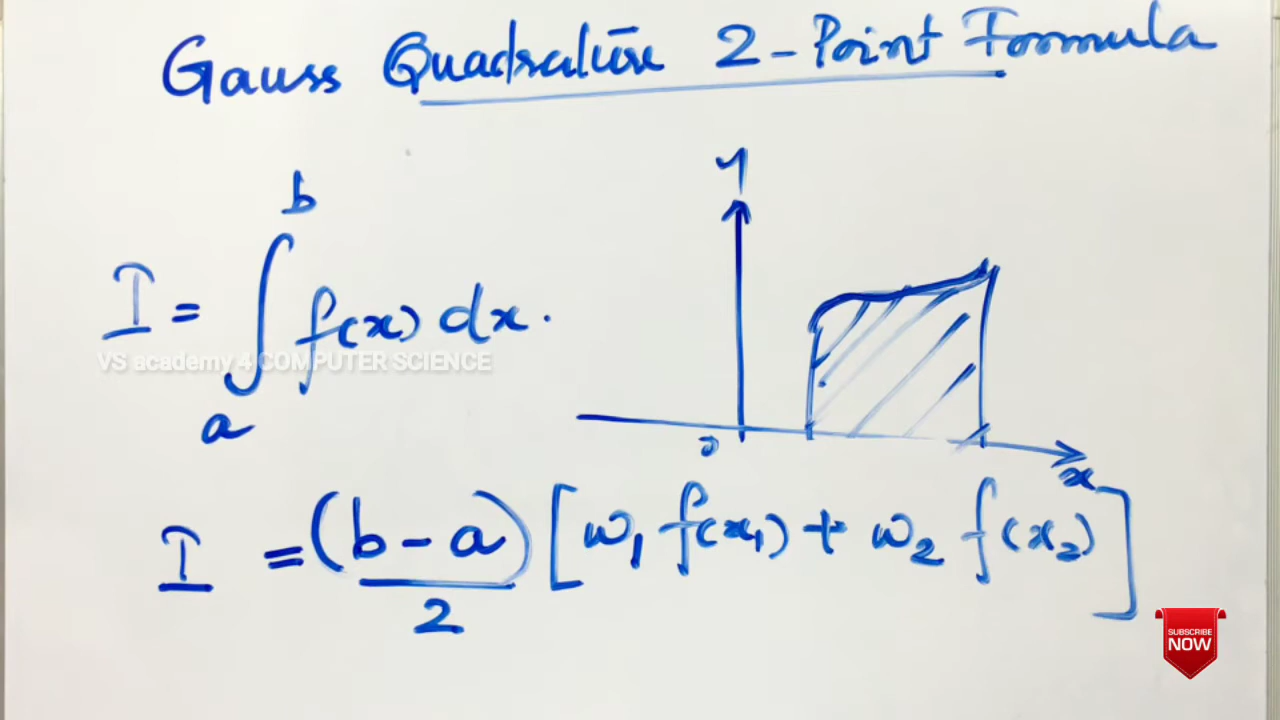 Gauss Quadrature 2-Point Formula
b
I = ∫ f(x) dx.
a
VS academy 4 COMPUTER SCIENCE
y
0
x
I = (b - a) [ w₁ f(x₁) + w₂ f(x₂) ]
2
SUBSCRIBE
NOW